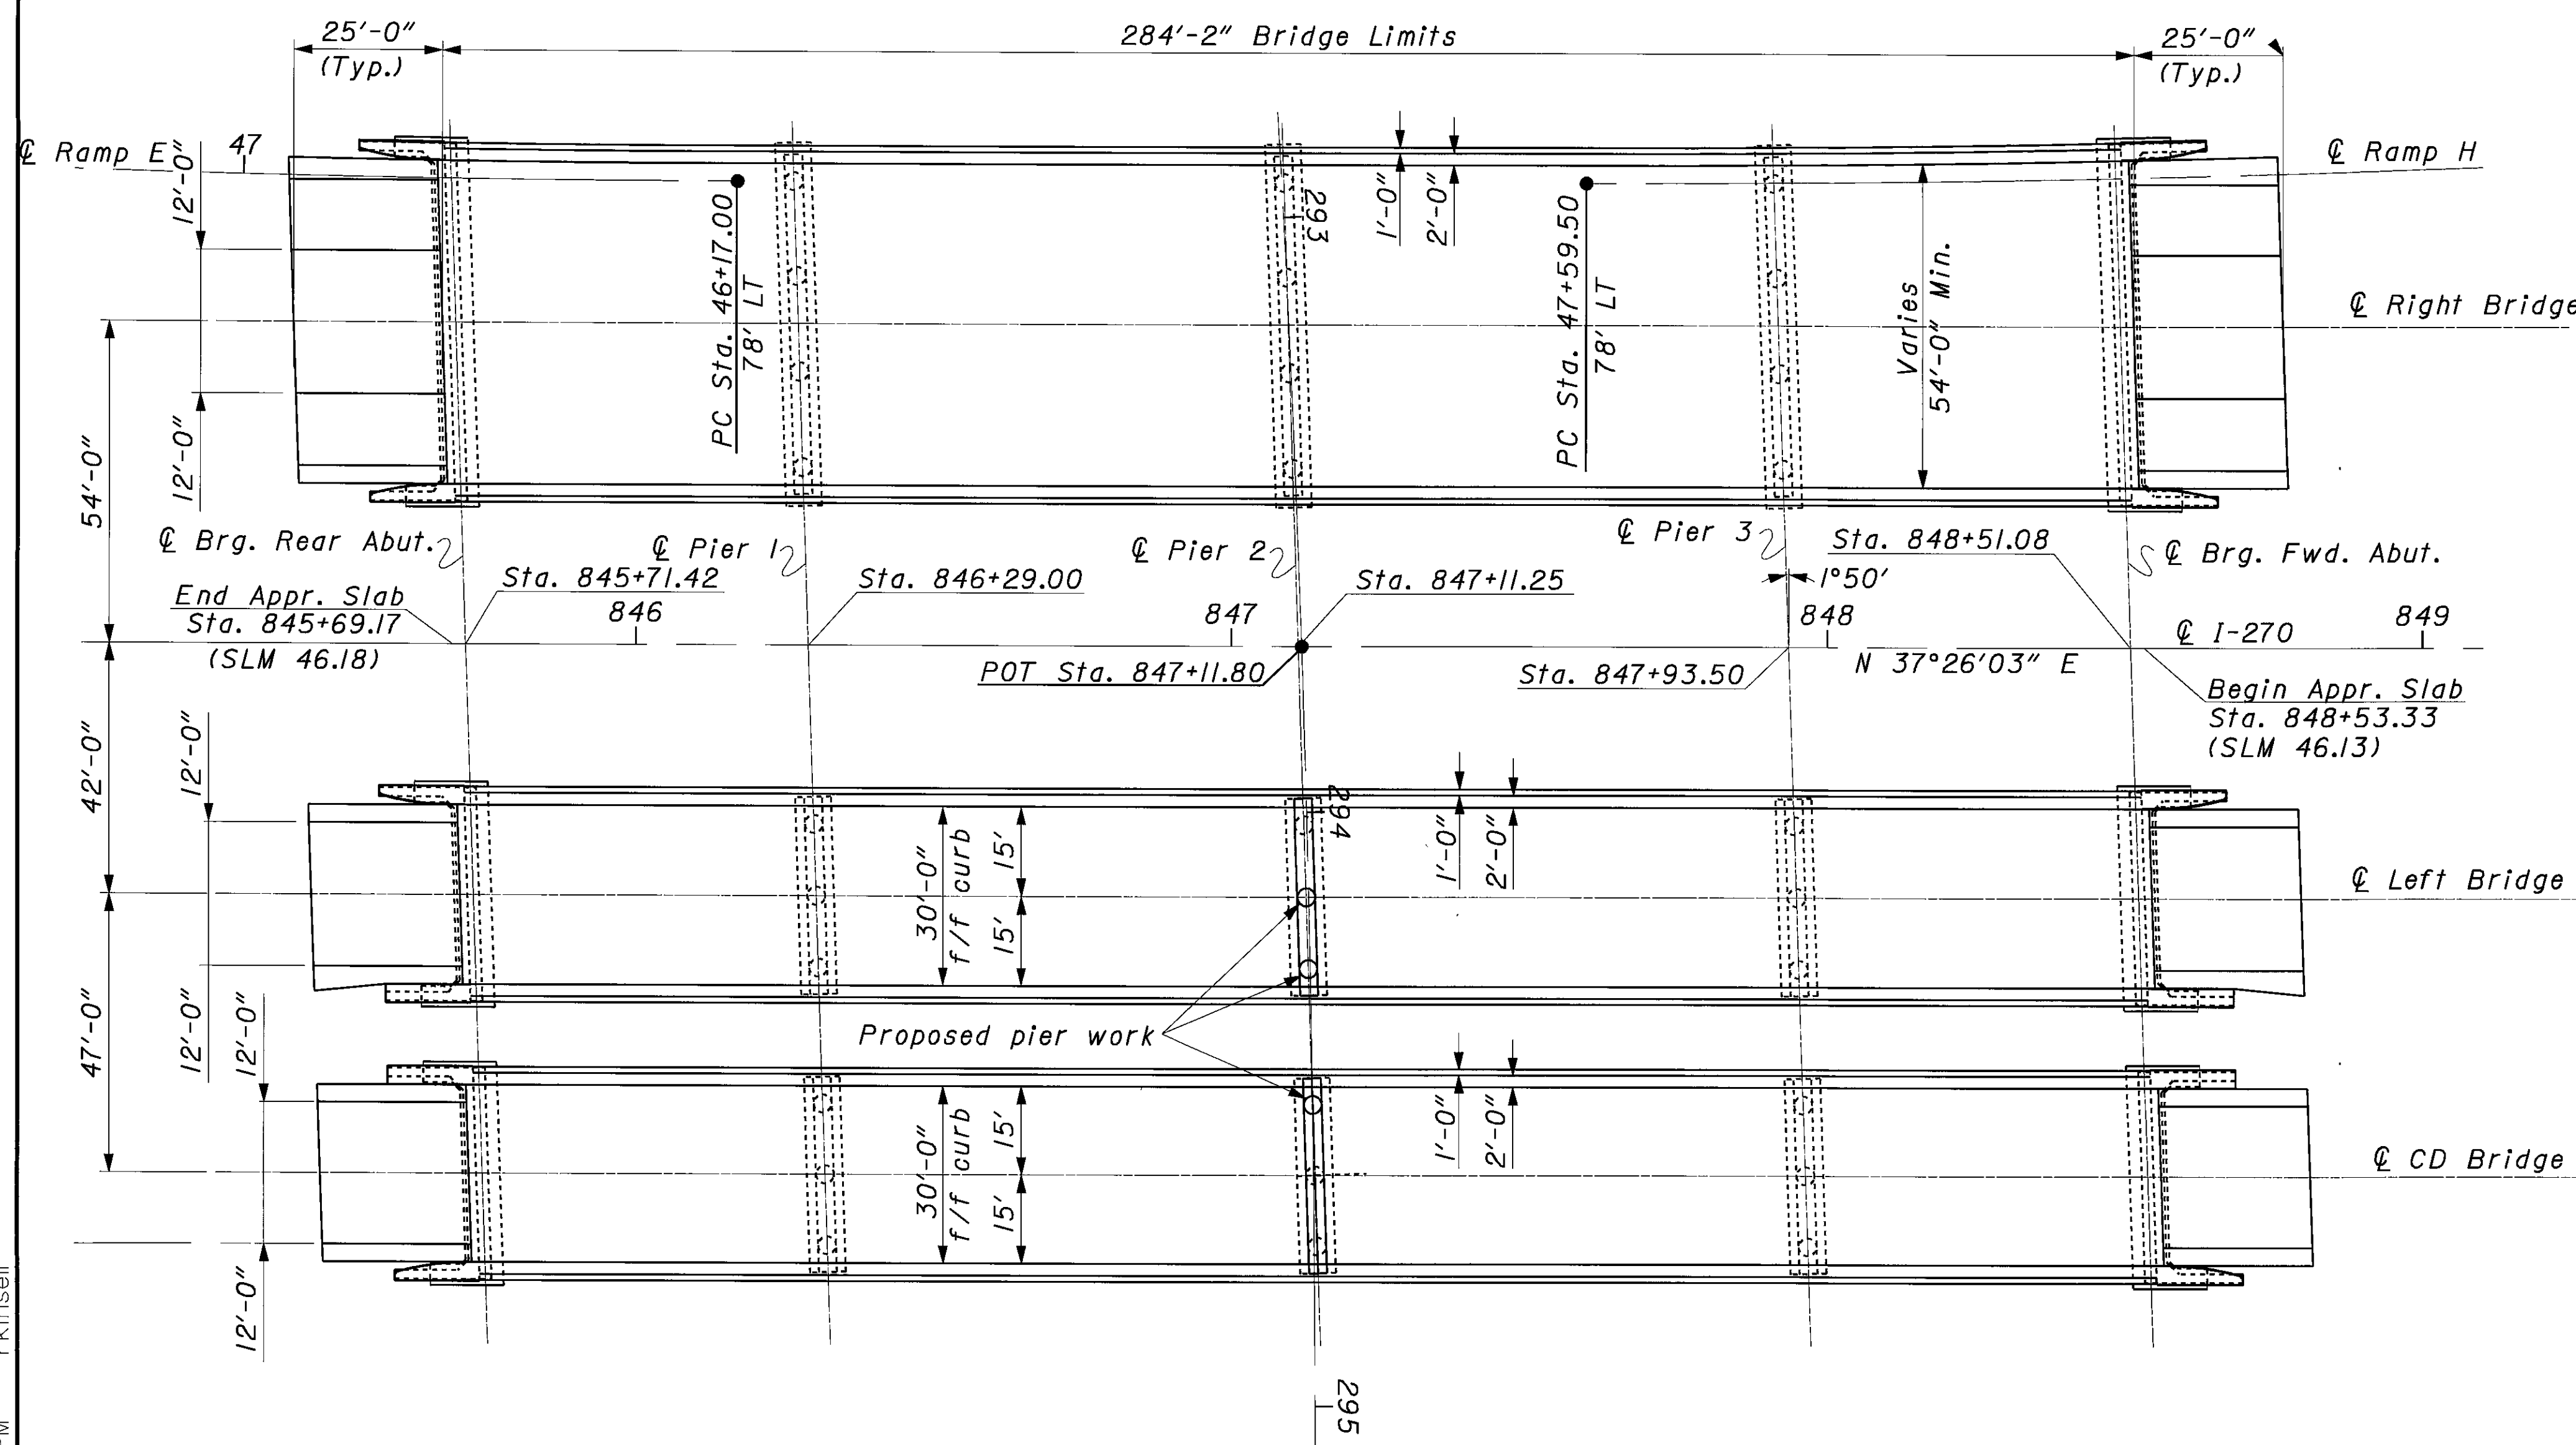 25'-0"
(Typ.)
284'-2" Bridge Limits
25'-0"
(Typ.)
℄ Ramp E
47
℄ Ramp H
12'-0"
12'-0"
54'-0"
PC Sta. 46+17.00
78' LT
293
1'-0"
2'-0"
PC Sta. 47+59.50
78' LT
Varies
54'-0" Min.
℄ Right Bridge
℄ Brg. Rear Abut.
℄ Pier 1
℄ Pier 2
℄ Pier 3
Sta. 848+51.08
℄ Brg. Fwd. Abut.
End Appr. Slab
Sta. 845+69.17
(SLM 46.18)
Sta. 845+71.42
846
Sta. 846+29.00
847
Sta. 847+11.25
1°50'
848
849
℄ I-270
POT Sta. 847+11.80
Sta. 847+93.50
N 37°26'03" E
Begin Appr. Slab
Sta. 848+53.33
(SLM 46.13)
42'-0"
12'-0"
12'-0"
30'-0"
f/f curb
15'
15'
294
1'-0"
2'-0"
℄ Left Bridge
47'-0"
Proposed pier work
12'-0"
12'-0"
30'-0"
f/f curb
15'
15'
1'-0"
2'-0"
℄ CD Bridge
295